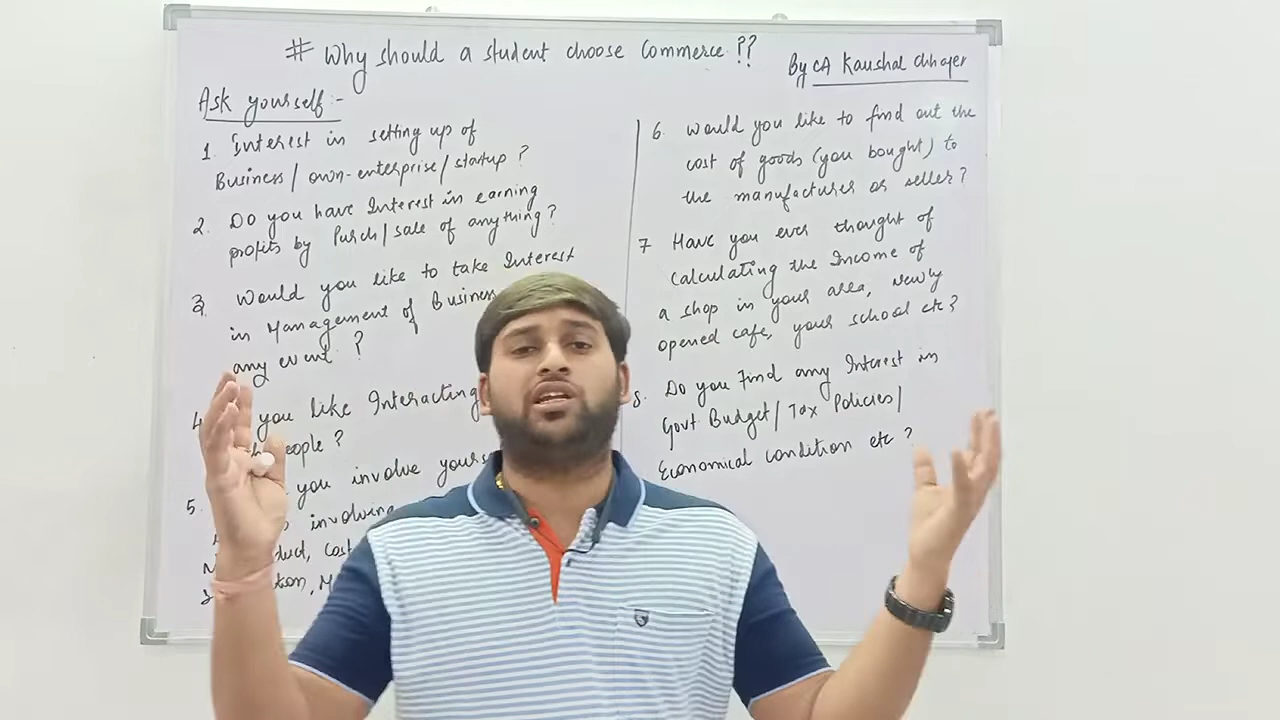 # Why should a student choose Commerce ??
By CA Kaushal Chhajer
Ask yourself :-
1. Interest in setting up of
Business / own-enterprise / startup ?
2. Do you have Interest in earning
profits by Purch / sale of anything ?
3. Would you like to take Interest
in Management of Business
any event ?
4. you like Interacting
people ?
5. you involve
involving
cost
6. would you like to find out the
cost of goods (you bought) to
the manufacturer or seller ?
7 Have you ever thought of
calculating the Income of
a shop in your area, newly
opened cafe, your school etc ?
8. Do you Find any Interest in
Govt Budget / Tax Policies /
Economical condition etc ?